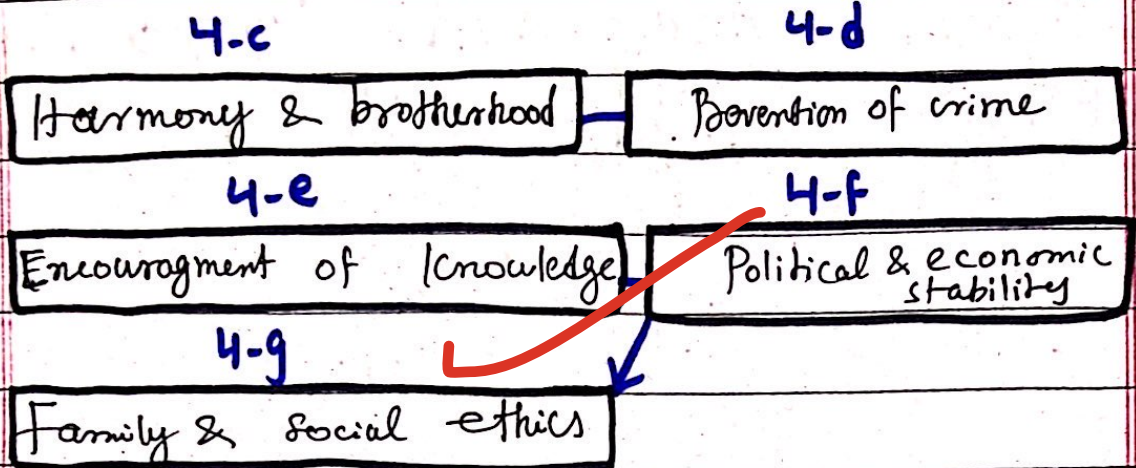 4-c 4-d
Harmony & brotherhood Prevention of crime
4-e 4-f
Encouragment of Knowledge Political & economic
stability
4-g
Family & social ethics